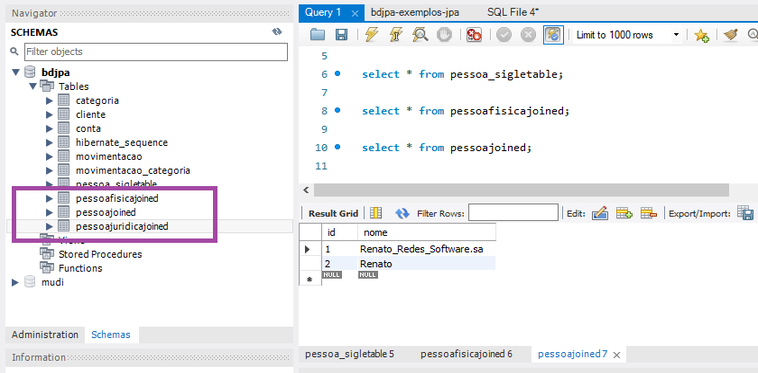 Navigator
SCHEMAS
Filter objects
bdjpa
Tables
categoria
cliente
conta
hibernate_sequence
movimentacao
movimentacao_categoria
pessoa_sigletable
pessoafisicajoined
pessoajoined
pessoajuridicajoined
Views
Stored Procedures
Functions
mudi
Administration Schemas
Information
Query 1 bdjpa-exemplos-jpa SQL File 4*
Limit to 1000 rows
5
6 select * from pessoa_sigletable;
7
8 select * from pessoafisicajoined;
9
10 select * from pessoajoined;
11
Result Grid Filter Rows: Edit: Export/Import:
id nome
1 Renato_Redes_Software.sa
2 Renato
NULL NULL
pessoa_sigletable 5 pessoafisicajoined 6 pessoajoined 7